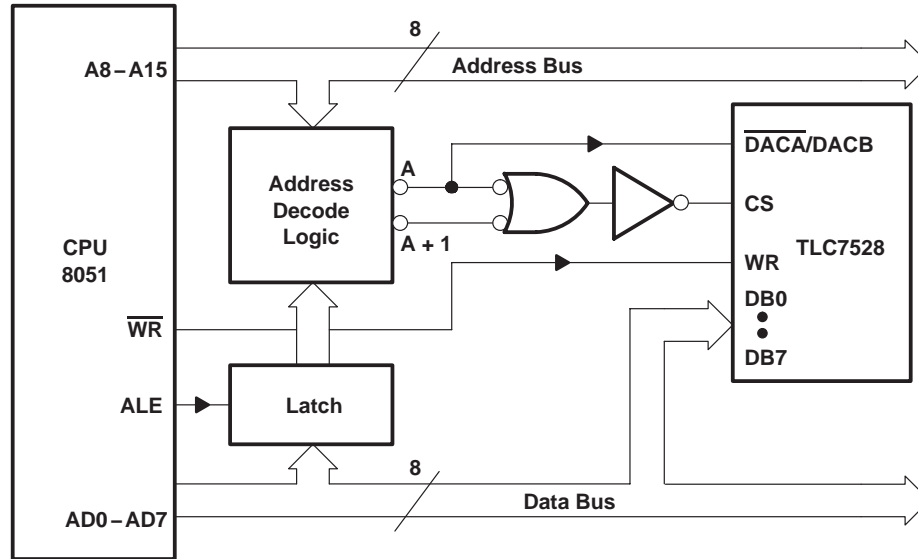 8
A8–A15
Address Bus
A
Address
Decode
Logic
A + 1
DACA/DACB
CS
TLC7528
WR
DB0
DB7
CPU
8051
WR
ALE
Latch
8
Data Bus
AD0–AD7